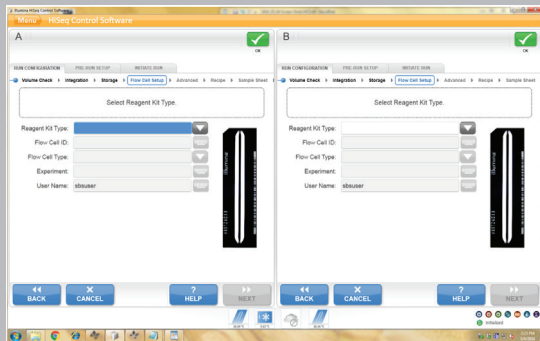 Illumina HiSeq Control Software
Menu HiSeq Control Software
A
OK
RUN CONFIGURATION PRE-RUN SETUP INITIATE RUN
Volume Check Integration Storage Flow Cell Setup Advanced Recipe Sample Sheet
Select Reagent Kit Type.
Reagent Kit Type:
Flow Cell ID:
Flow Cell Type:
Experiment:
User Name: sbsuser
illumina
BACK CANCEL HELP NEXT
B
OK
RUN CONFIGURATION PRE-RUN SETUP INITIATE RUN
Volume Check Integration Storage Flow Cell Setup Advanced Recipe Sample Sheet
Select Reagent Kit Type.
Reagent Kit Type:
Flow Cell ID:
Flow Cell Type:
Experiment:
User Name: sbsuser
illumina
BACK CANCEL HELP NEXT
Initialized